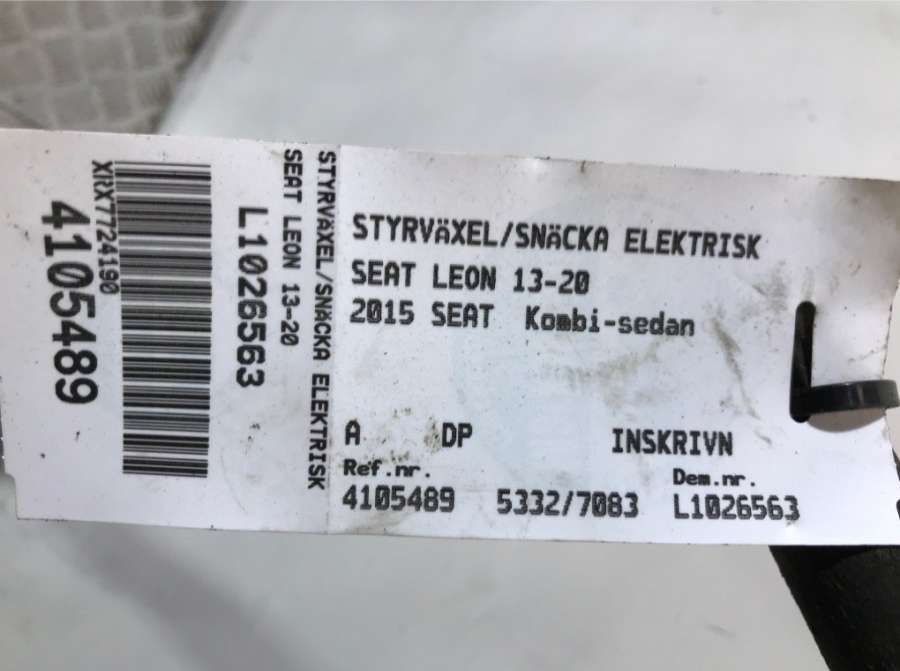 XRX7724190
4105489
L1026563
SEAT LEON 13-20
STYRVÄXEL/SNÄCKA ELEKTRISK
STYRVÄXEL/SNÄCKA ELEKTRISK
SEAT LEON 13-20
2015 SEAT Kombi-sedan
A DP INSKRIVN
Ref.nr. Dem.nr.
4105489 5332/7083 L1026563